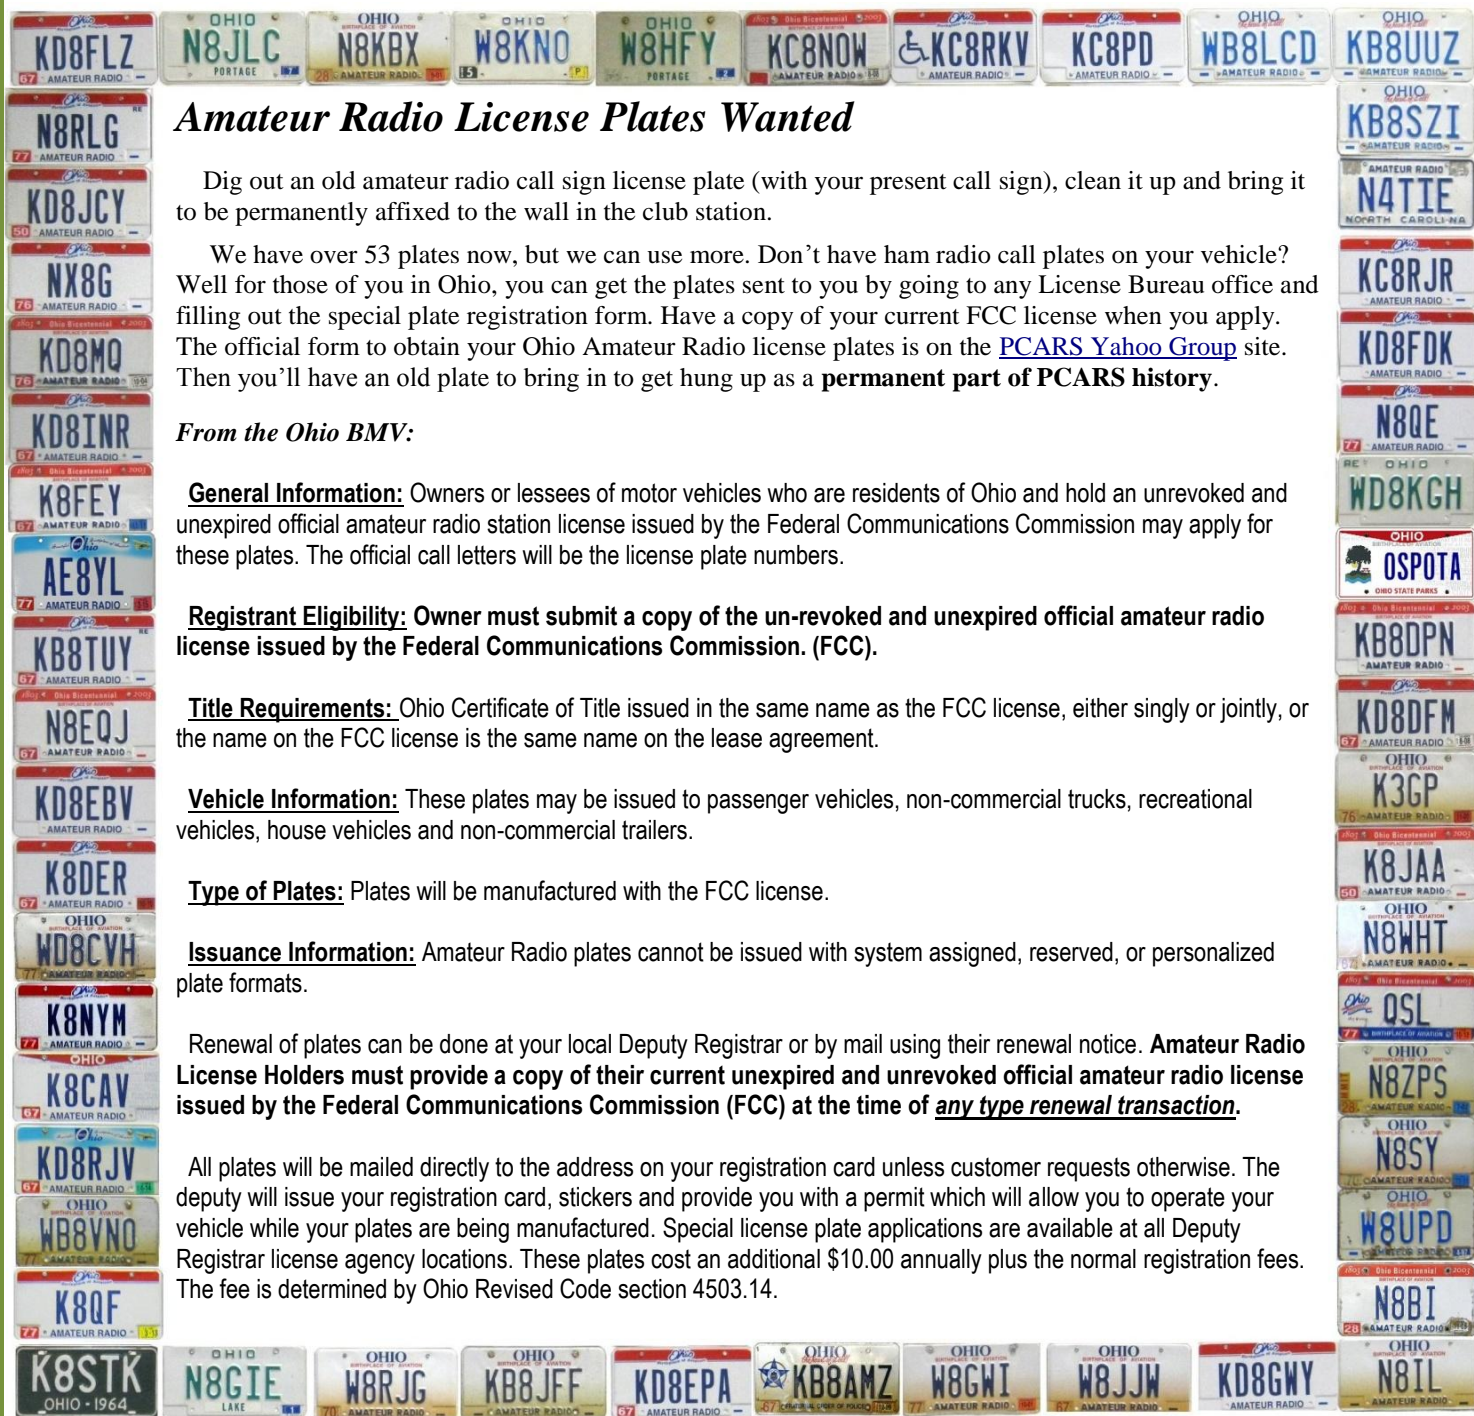 KD8FLZ
N8JLC
N8KBX
W8KNO
W8HFY
KC8NOW
KC8RKV
KC8PD
WB8LCD
KB8UUZ
Amateur Radio License Plates Wanted
Dig out an old amateur radio call sign license plate (with your present call sign), clean it up and bring it
to be permanently affixed to the wall in the club station.
We have over 53 plates now, but we can use more. Don’t have ham radio call plates on your vehicle?
Well for those of you in Ohio, you can get the plates sent to you by going to any License Bureau office and
filling out the special plate registration form. Have a copy of your current FCC license when you apply.
The official form to obtain your Ohio Amateur Radio license plates is on the PCARS Yahoo Group site.
Then you’ll have an old plate to bring in to get hung up as a permanent part of PCARS history.
From the Ohio BMV:
General Information: Owners or lessees of motor vehicles who are residents of Ohio and hold an unrevoked and
unexpired official amateur radio station license issued by the Federal Communications Commission may apply for
these plates. The official call letters will be the license plate numbers.
Registrant Eligibility: Owner must submit a copy of the un-revoked and unexpired official amateur radio
license issued by the Federal Communications Commission. (FCC).
Title Requirements: Ohio Certificate of Title issued in the same name as the FCC license, either singly or jointly, or
the name on the FCC license is the same name on the lease agreement.
Vehicle Information: These plates may be issued to passenger vehicles, non-commercial trucks, recreational
vehicles, house vehicles and non-commercial trailers.
Type of Plates: Plates will be manufactured with the FCC license.
Issuance Information: Amateur Radio plates cannot be issued with system assigned, reserved, or personalized
plate formats.
Renewal of plates can be done at your local Deputy Registrar or by mail using their renewal notice. Amateur Radio
License Holders must provide a copy of their current unexpired and unrevoked official amateur radio license
issued by the Federal Communications Commission (FCC) at the time of any type renewal transaction.
All plates will be mailed directly to the address on your registration card unless customer requests otherwise. The
deputy will issue your registration card, stickers and provide you with a permit which will allow you to operate your
vehicle while your plates are being manufactured. Special license plate applications are available at all Deputy
Registrar license agency locations. These plates cost an additional $10.00 annually plus the normal registration fees.
The fee is determined by Ohio Revised Code section 4503.14.
N8RLG
KD8JCY
NX8G
KD8MQ
KD8INR
K8FEY
AE8YL
KB8TUY
N8EQJ
KD8EBV
K8DER
WD8CVH
K8NYM
K8CAV
KD8RJV
WB8VNO
K8QF
KB8SZI
AMATEUR RADIO
N4TIE
NORTH CAROLINA
KC8RJR
KD8FDK
N8QE
WD8KGH
OHIO
OSPOTA
OHIO STATE PARKS
KB8DPN
KD8DFM
K3GP
K8JAA
N8WHT
QSL
N8ZPS
N8SY
W8UPD
N8BI
K8STK
OHIO · 1964
N8GIE
LAKE
W8RJG
KB8JFF
KD8EPA
KB8AMZ
W8GWI
W8JJW
KD8GWY
N8IL